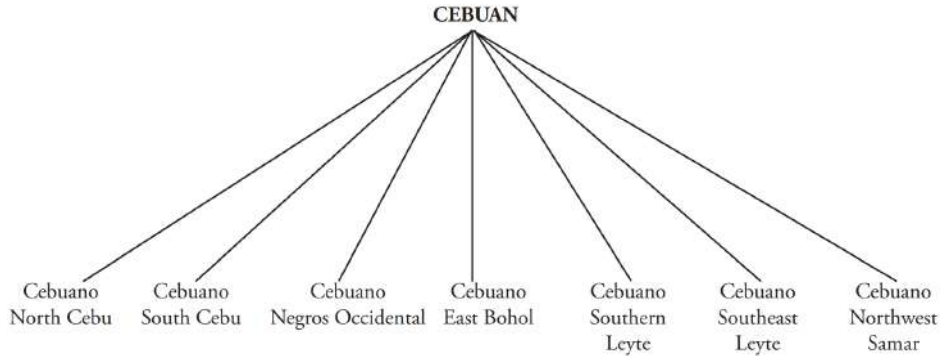 CEBUAN
Cebuano
North Cebu
Cebuano
South Cebu
Cebuano
Negros Occidental
Cebuano
East Bohol
Cebuano
Southern
Leyte
Cebuano
Southeast
Leyte
Cebuano
Northwest
Samar